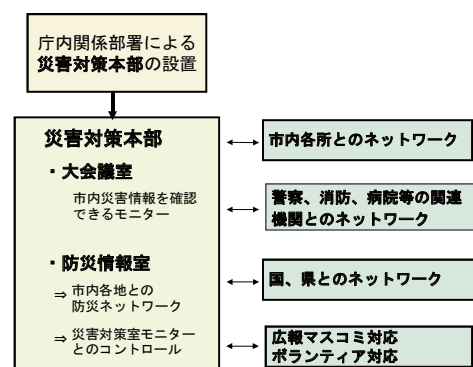 庁内関係部署による
災害対策本部の設置
災害対策本部
・大会議室
市内災害情報を確認
できるモニター
・防災情報室
⇒ 市内各地との
防災ネットワーク
⇒ 災害対策室モニター
とのコントロール
市内各所とのネットワーク
警察、消防、病院等の関連
機関とのネットワーク
国、県とのネットワーク
広報マスコミ対応
ボランティア対応